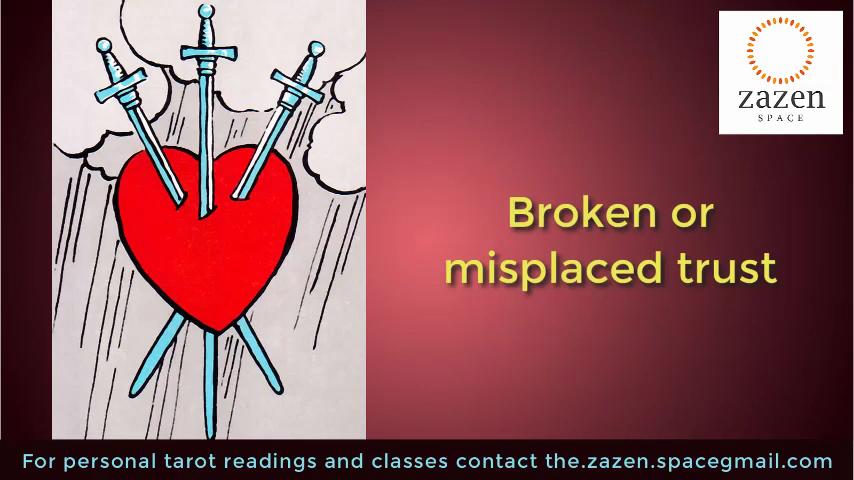 zazen
SPACE
Broken or
misplaced trust
For personal tarot readings and classes contact the.zazen.spacegmail.com